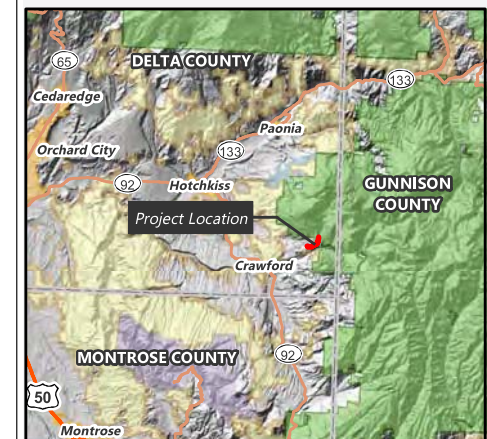 65
DELTA COUNTY
133
Cedaredge
Paonia
Orchard City
133
92
Hotchkiss
GUNNISON
COUNTY
Project Location
Crawford
92
MONTROSE COUNTY
50
Montrose